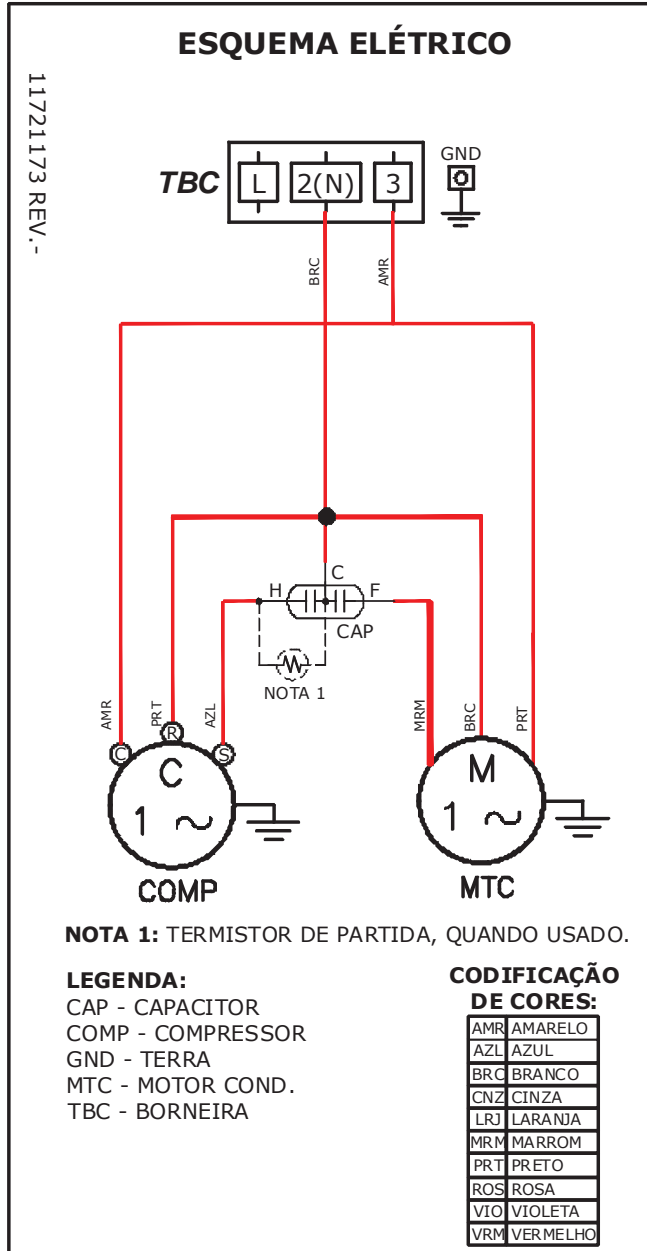 ESQUEMA ELÉTRICO
11721173 REV.-
TBC
L
2(N)
3
GND
BRC
AMR
C
H
F
CAP
NOTA 1
AMR
PRT
AZL
MRM
BRC
PRT
C
R
S
C
1 ~
COMP
M
1 ~
MTC
NOTA 1: TERMISTOR DE PARTIDA, QUANDO USADO.
LEGENDA:
CAP - CAPACITOR
COMP - COMPRESSOR
GND - TERRA
MTC - MOTOR COND.
TBC - BORNEIRA
CODIFICAÇÃO
DE CORES:
AMR AMARELO
AZL AZUL
BRC BRANCO
CNZ CINZA
LRJ LARANJA
MRM MARROM
PRT PRETO
ROS ROSA
VIO VIOLETA
VRM VERMELHO